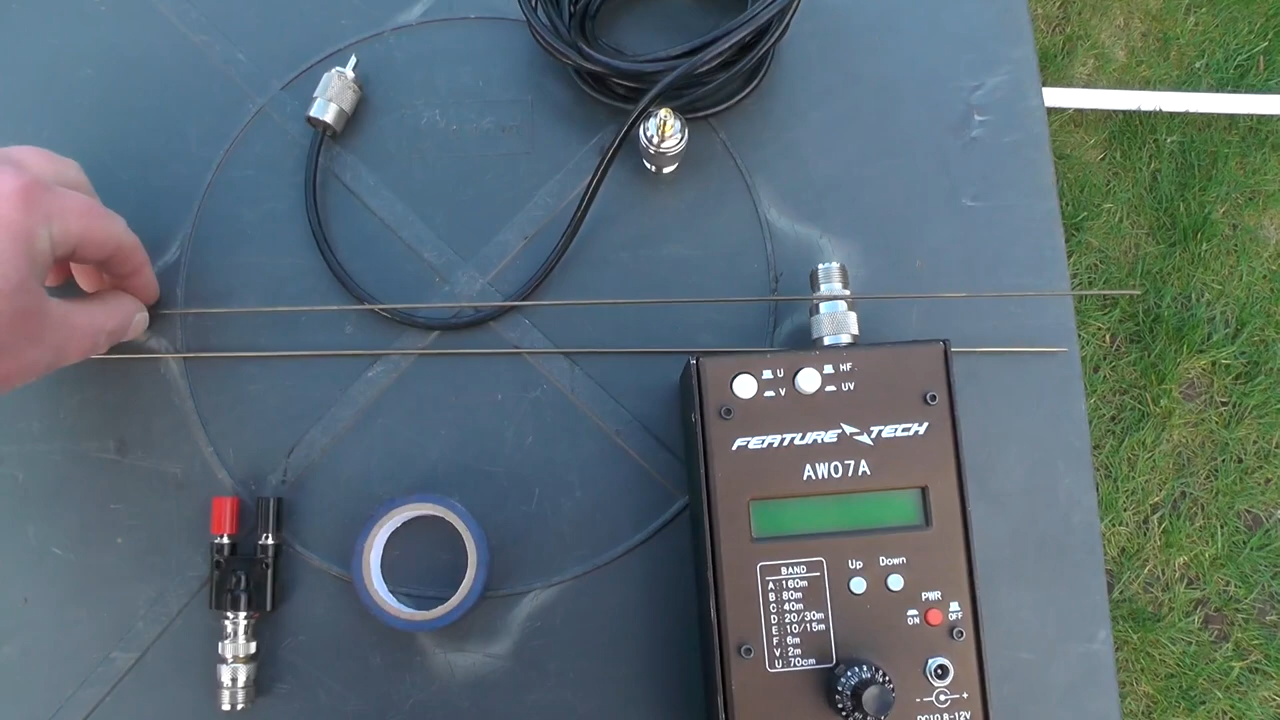 U
V
HF
UV
FEATURE TECH
AW07A
Up Down
BAND
A: 160m
B: 80m
C: 40m
D: 20/30m
E: 10/15m
F: 6m
V: 2m
U: 70cm
PWR
ON OFF
- +